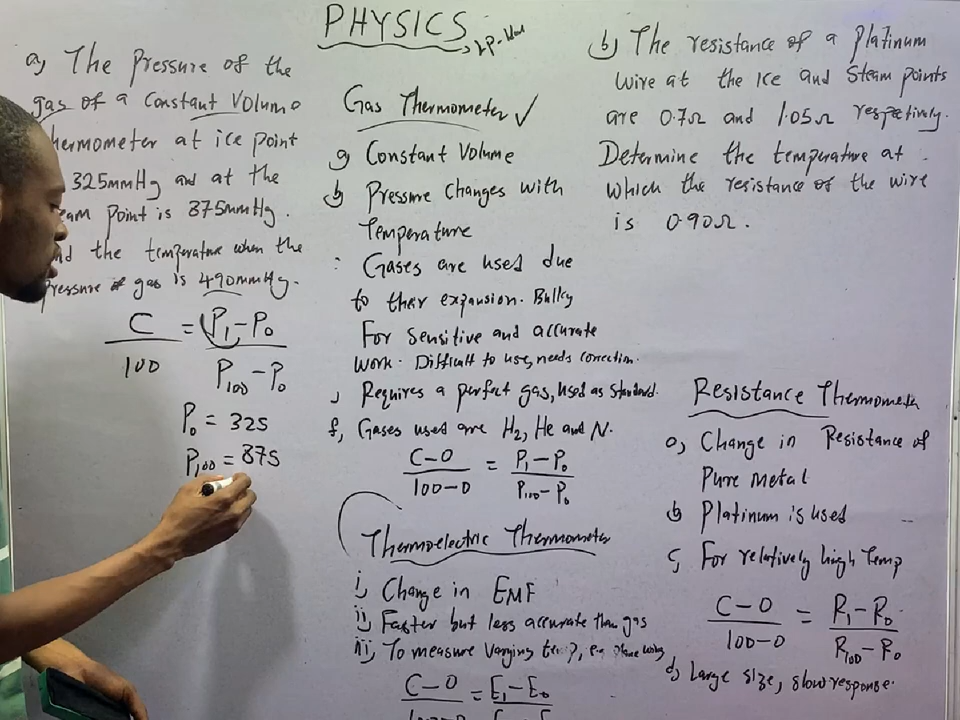 PHYSICS
a) The Pressure of the
gas of a Constant Volume
hermometer at ice point
325mmHg and at the
eam point is 875mmHg.
nd the temperature when the
pressure of gas is 490mmHg.
C = P1-P0
100 P100-P0
P0 = 325
P100 = 875
Gas Thermometer ✓
a) Constant Volume
b) Pressure Changes with
Temperature
: Gases are used due
to their expansion. Bulky
For Sensitive and accurate
work. Difficult to use, needs correction.
, Requires a perfect gas, used as standard.
f, Gases used are H2, He and N.
C-0 = P1-P0
100-0 P100-P0
Thermoelectric Thermometer
i, Change in EMF
ii, Faster but less accurate than gas
iii, To measure varying temp, e.
C-0 = E1-E0
100-0
b) The resistance of a Platinum
wire at the Ice and Steam points
are 0.7Ω and 1.05Ω respectively.
Determine the temperature at
which the resistance of the wire
is 0.90Ω.
Resistance Thermomete
a, Change in Resistance of
Pure Metal
b) Platinum is used
c, For relatively high Temp
C-0 = R1-R0
100-0 R100-R0
d, Large size, slow response.